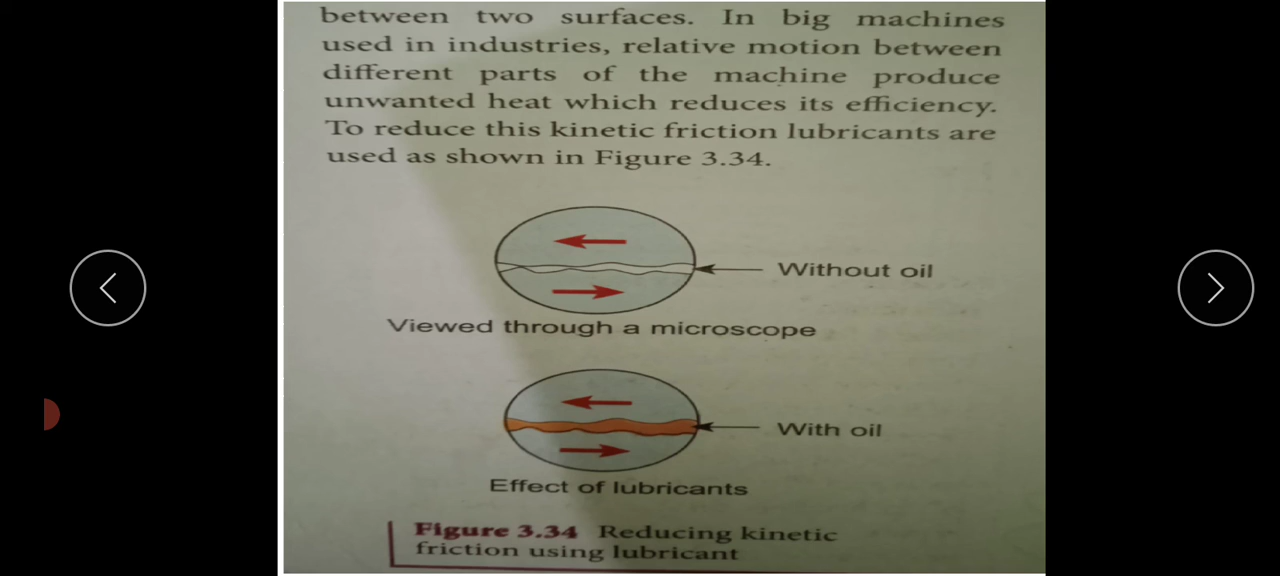 between two surfaces. In big machines
used in industries, relative motion between
different parts of the machine produce
unwanted heat which reduces its efficiency.
To reduce this kinetic friction lubricants are
used as shown in Figure 3.34.
Without oil
Viewed through a microscope
With oil
Effect of lubricants
Figure 3.34 Reducing kinetic
friction using lubricant